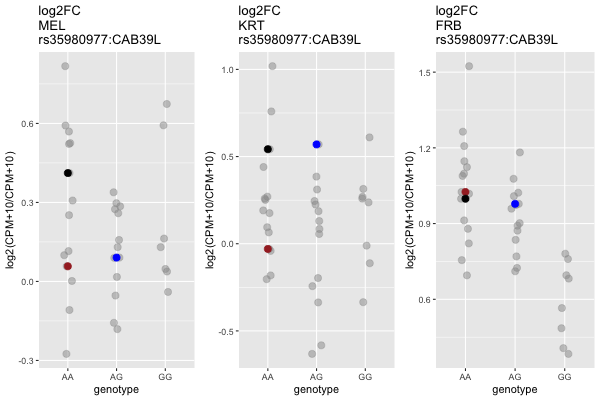 log2FC
MEL
rs35980977:CAB39L
log2(CPM+10/CPM+10)
0.6
0.3
0.0
-0.3
AA AG GG
genotype
log2FC
KRT
rs35980977:CAB39L
log2(CPM+10/CPM+10)
1.0
0.5
0.0
-0.5
AA AG GG
genotype
log2FC
FRB
rs35980977:CAB39L
log2(CPM+10/CPM+10)
1.5
1.2
0.9
0.6
AA AG GG
genotype